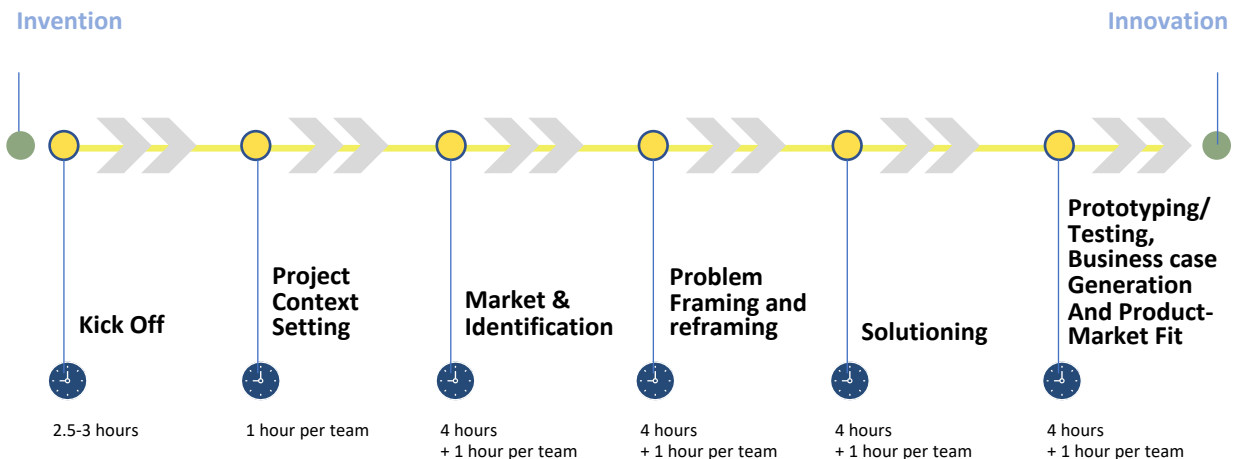 Invention
Innovation
Kick Off
Project
Context
Setting
Market &
Identification
Problem
Framing and
reframing
Solutioning
Prototyping/
Testing,
Business case
Generation
And Product-
Market Fit
2.5-3 hours
1 hour per team
4 hours
+ 1 hour per team
4 hours
+ 1 hour per team
4 hours
+ 1 hour per team
4 hours
+ 1 hour per team